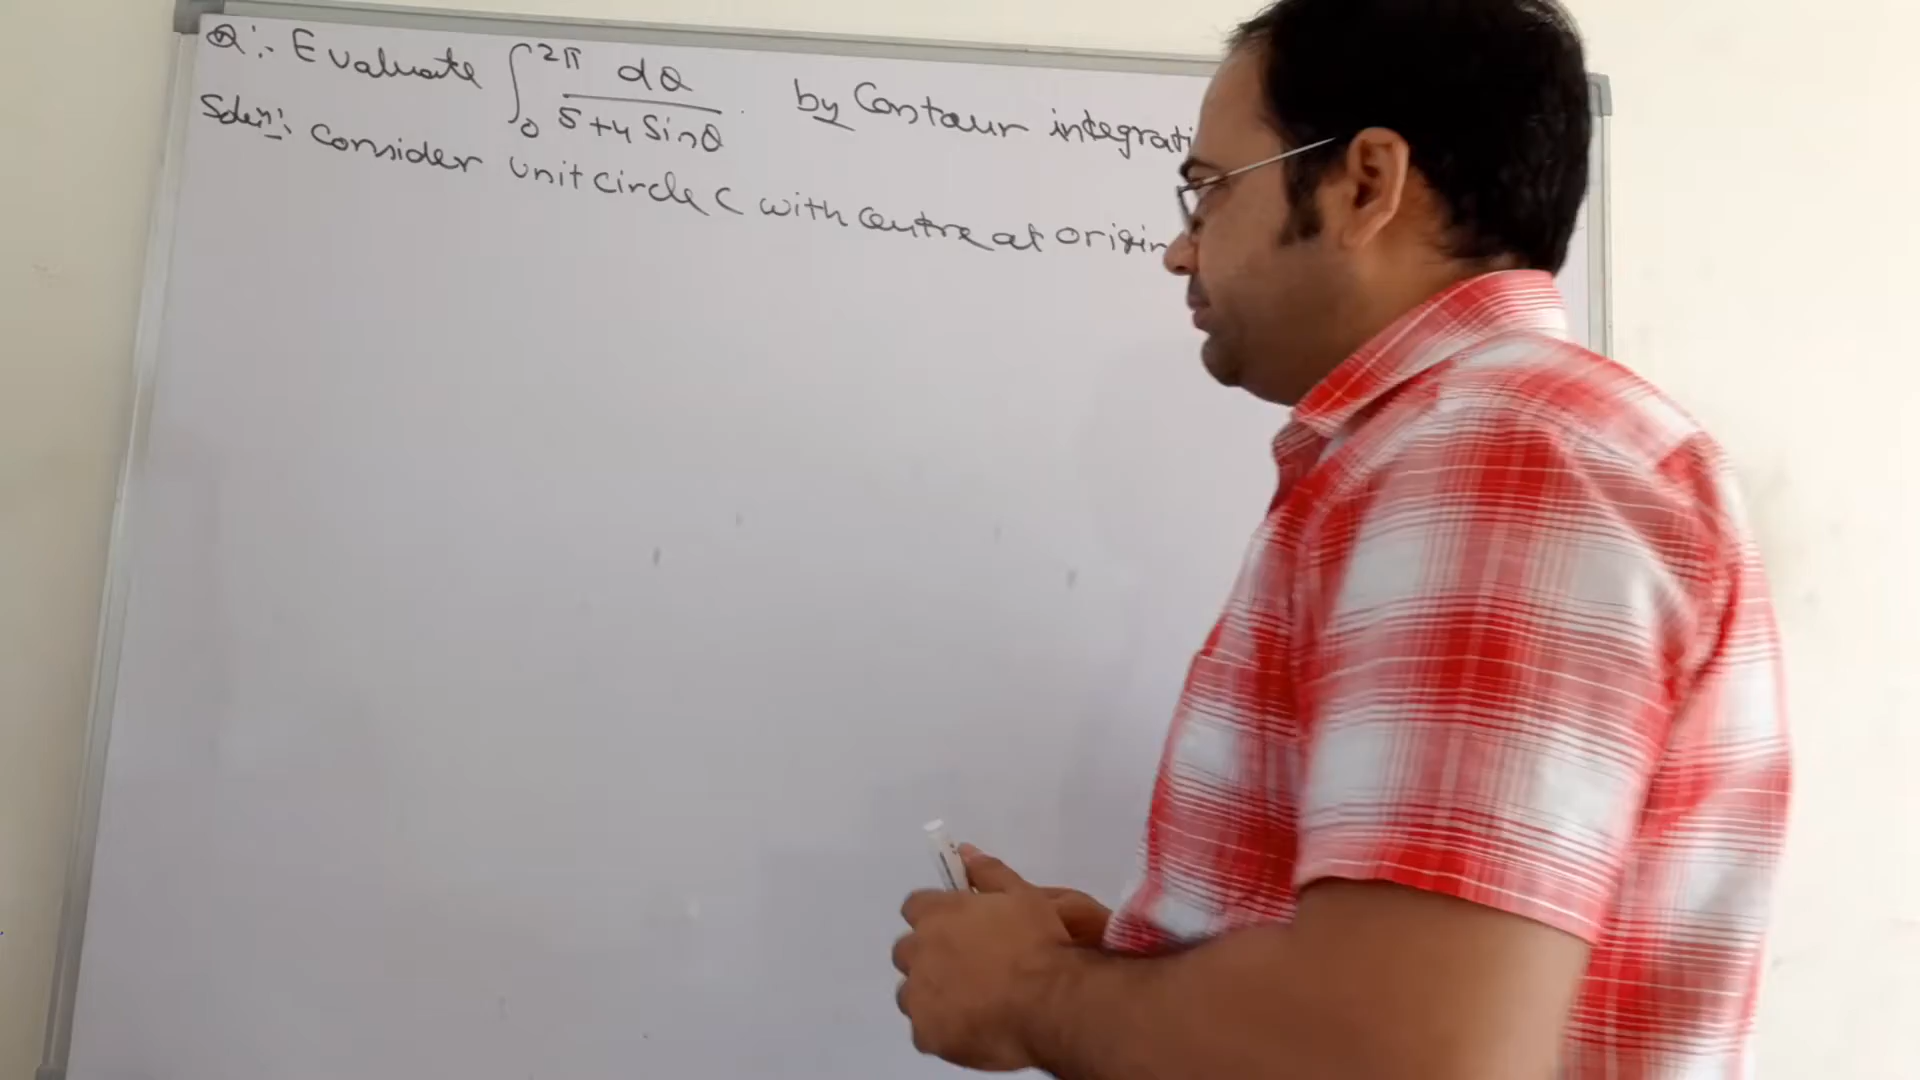 Q:- Evaluate ∫₀^2π dθ/(5+4 Sinθ) by Contour integrati
Soln:- Consider unit circle C with centre at origin